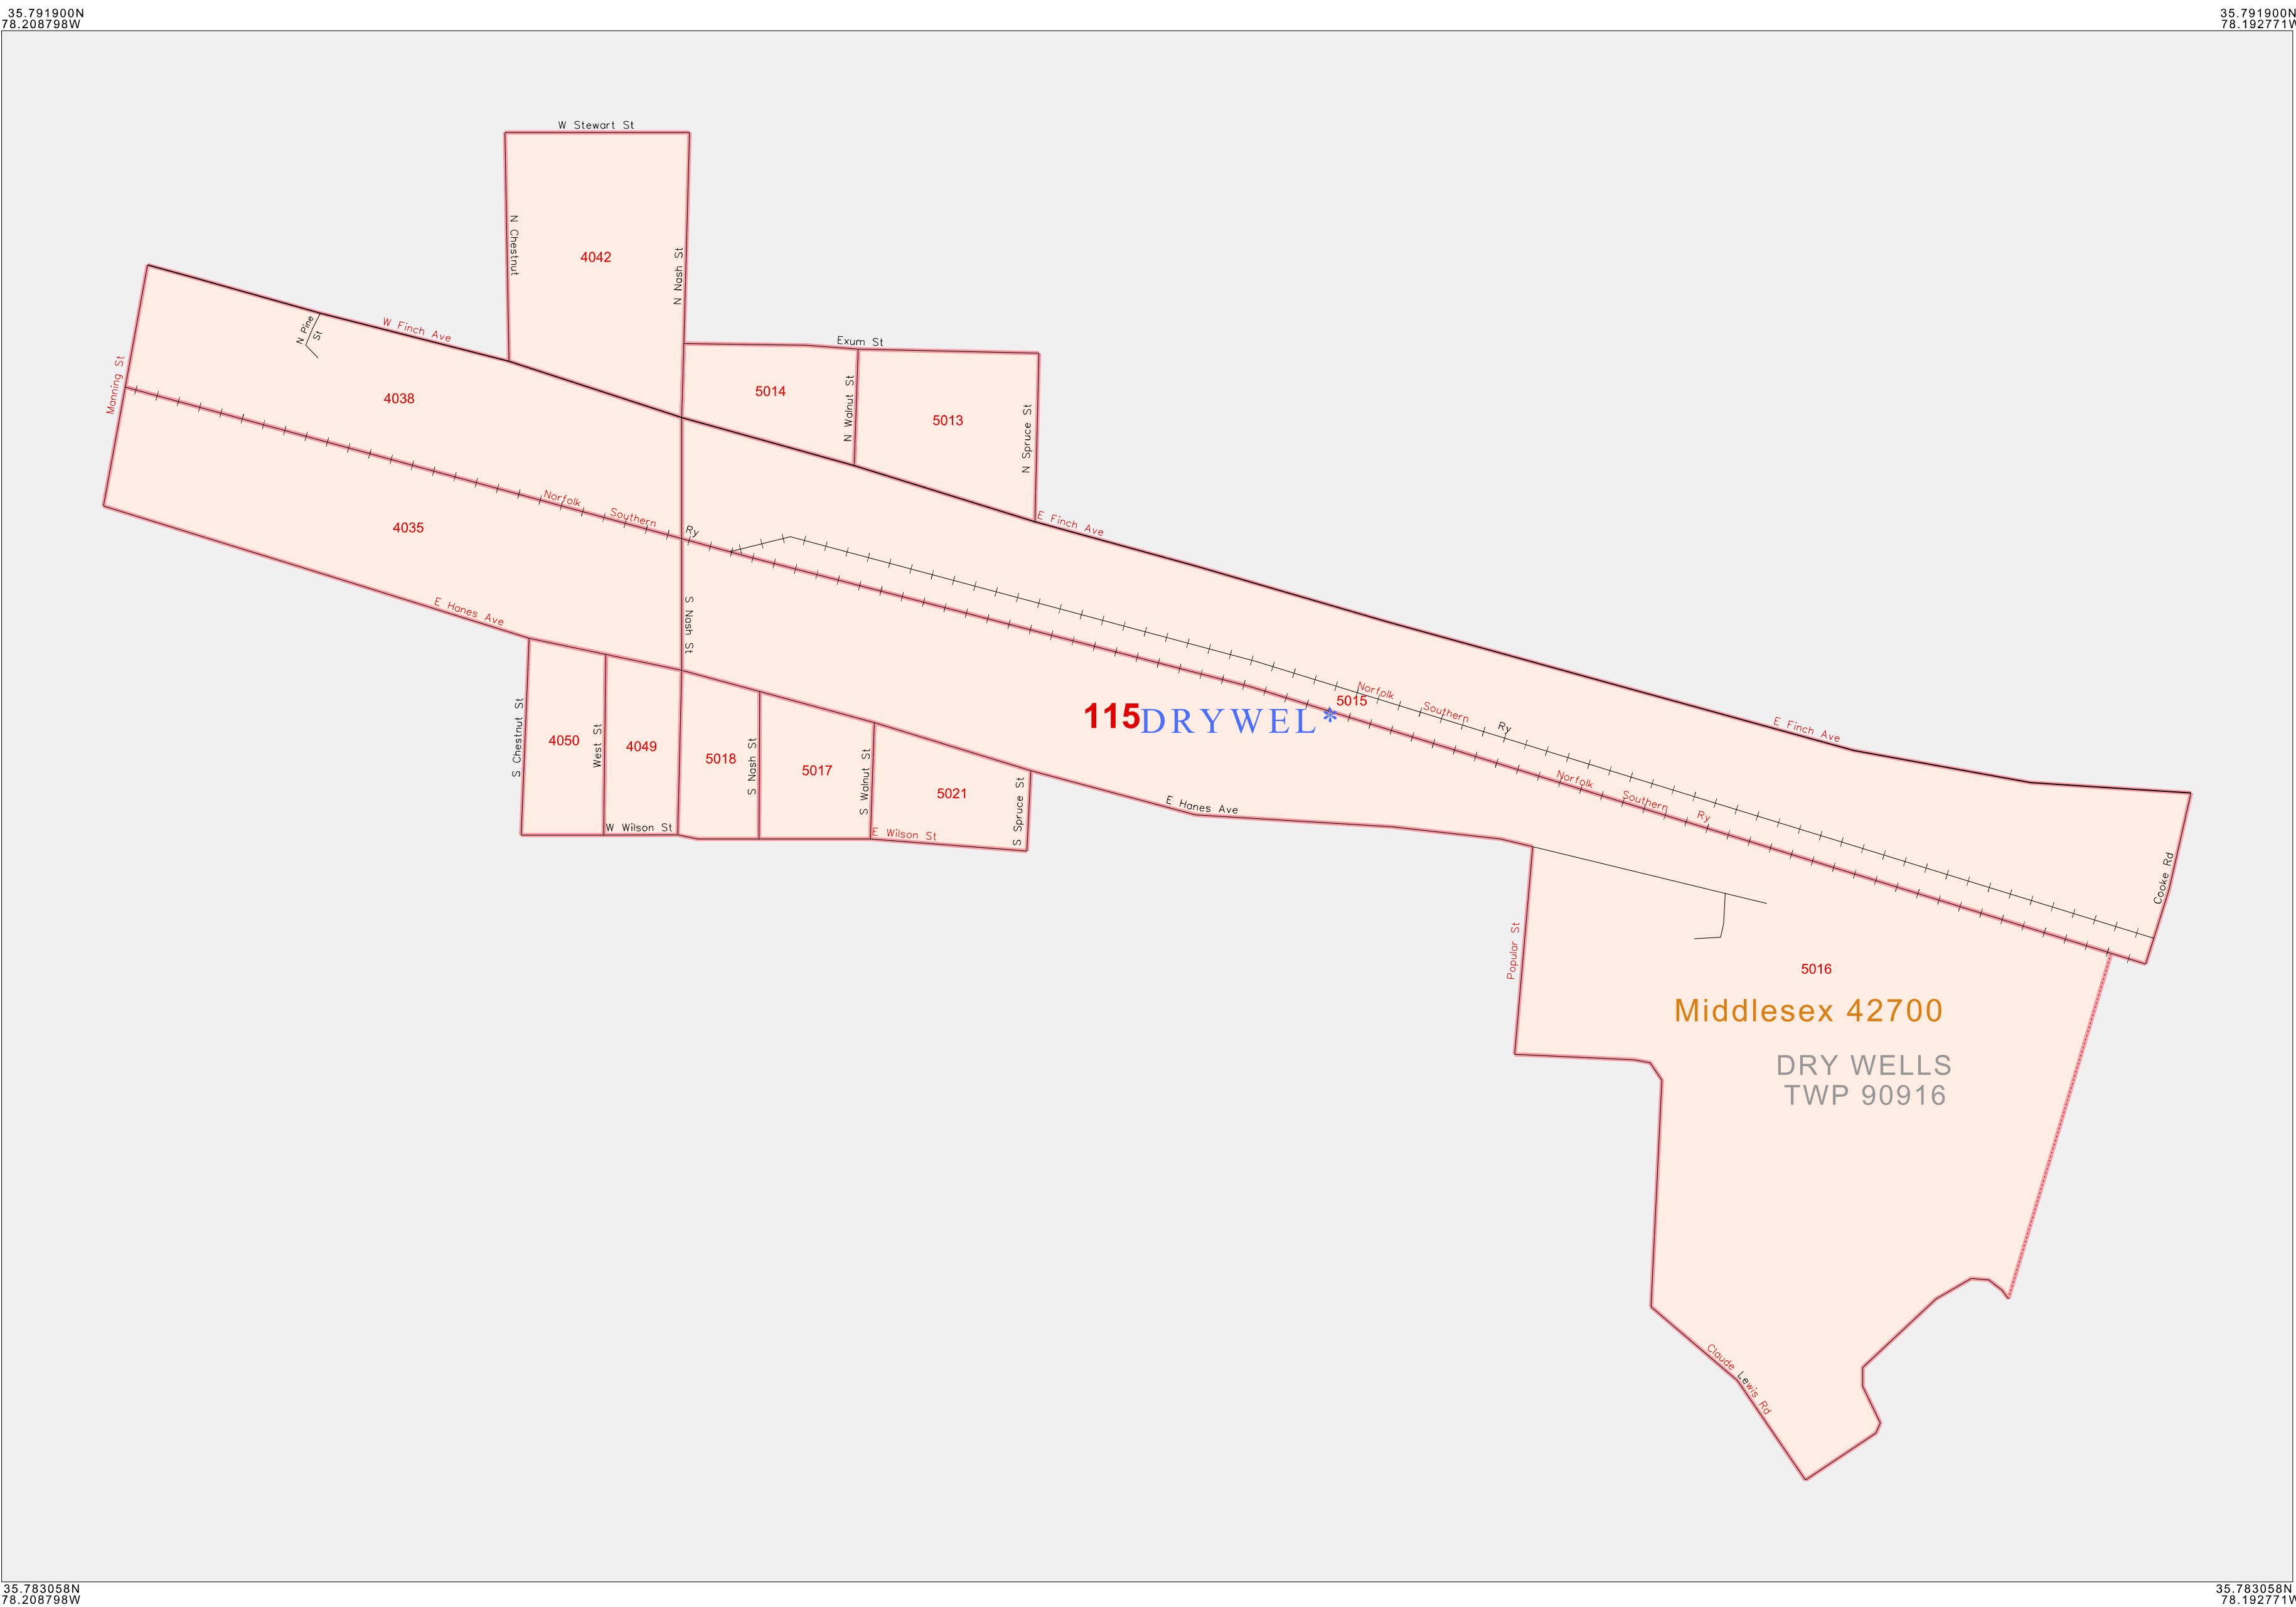 35.791900N
78.208798W
35.791900N
78.192771W
W Stewart St
N Chestnut
4042
N Nash St
N Pine
St
W Finch Ave
Manning St
4038
Exum St
5014
N Walnut St
5013
N Spruce St
Norfolk Southern Ry
4035
E Finch Ave
E Hanes Ave
S Nash St
S Chestnut St
4050
West St
4049
5018
S Nash St
5017
S Walnut St
5021
S Spruce St
W Wilson St
E Wilson St
115
DRYWEL*
5015
Norfolk Southern Ry
E Finch Ave
Norfolk Southern Ry
E Hanes Ave
Cooke Rd
Popular St
5016
Middlesex 42700
DRY WELLS
TWP 90916
Claude Lewis Rd
35.783058N
78.208798W
35.783058N
78.192771W